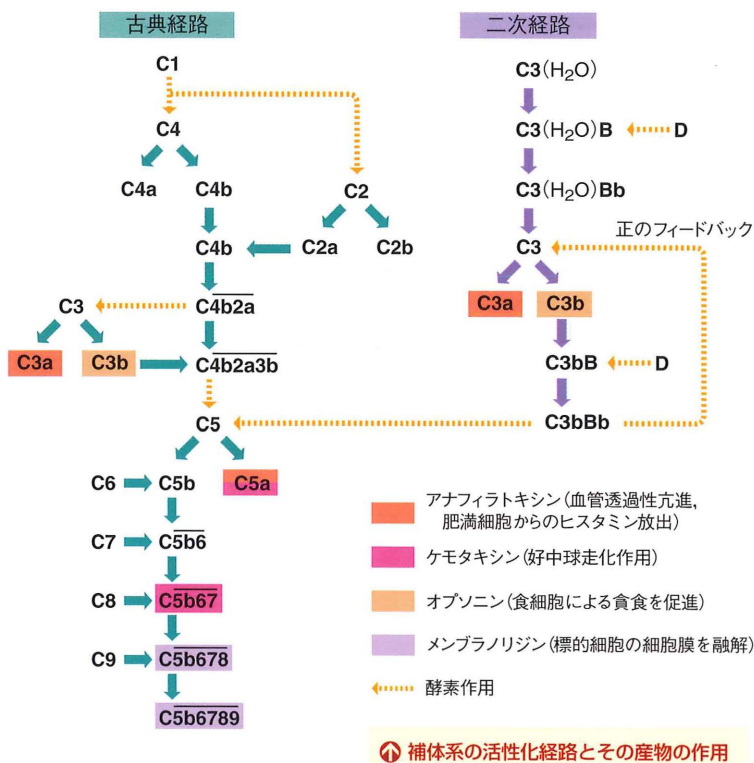 古典経路
二次経路
C1
C3(H₂O)
C4
C3(H₂O)B
D
C4a
C4b
C2
C3(H₂O)Bb
正のフィードバック
C4b
C2a
C2b
C3
C3
C4b2a
C3a
C3b
C3a
C3b
C4b2a3b
C3bB
D
C5
C3bBb
C6
C5b
C5a
アナフィラトキシン(血管透過性亢進,
肥満細胞からのヒスタミン放出)
C7
C5b6
ケモタキシン(好中球走化作用)
C8
C5b67
オプソニン(食細胞による貪食を促進)
C9
C5b678
メンブラノリジン(標的細胞の細胞膜を融解)
酵素作用
C5b6789
補体系の活性化経路とその産物の作用